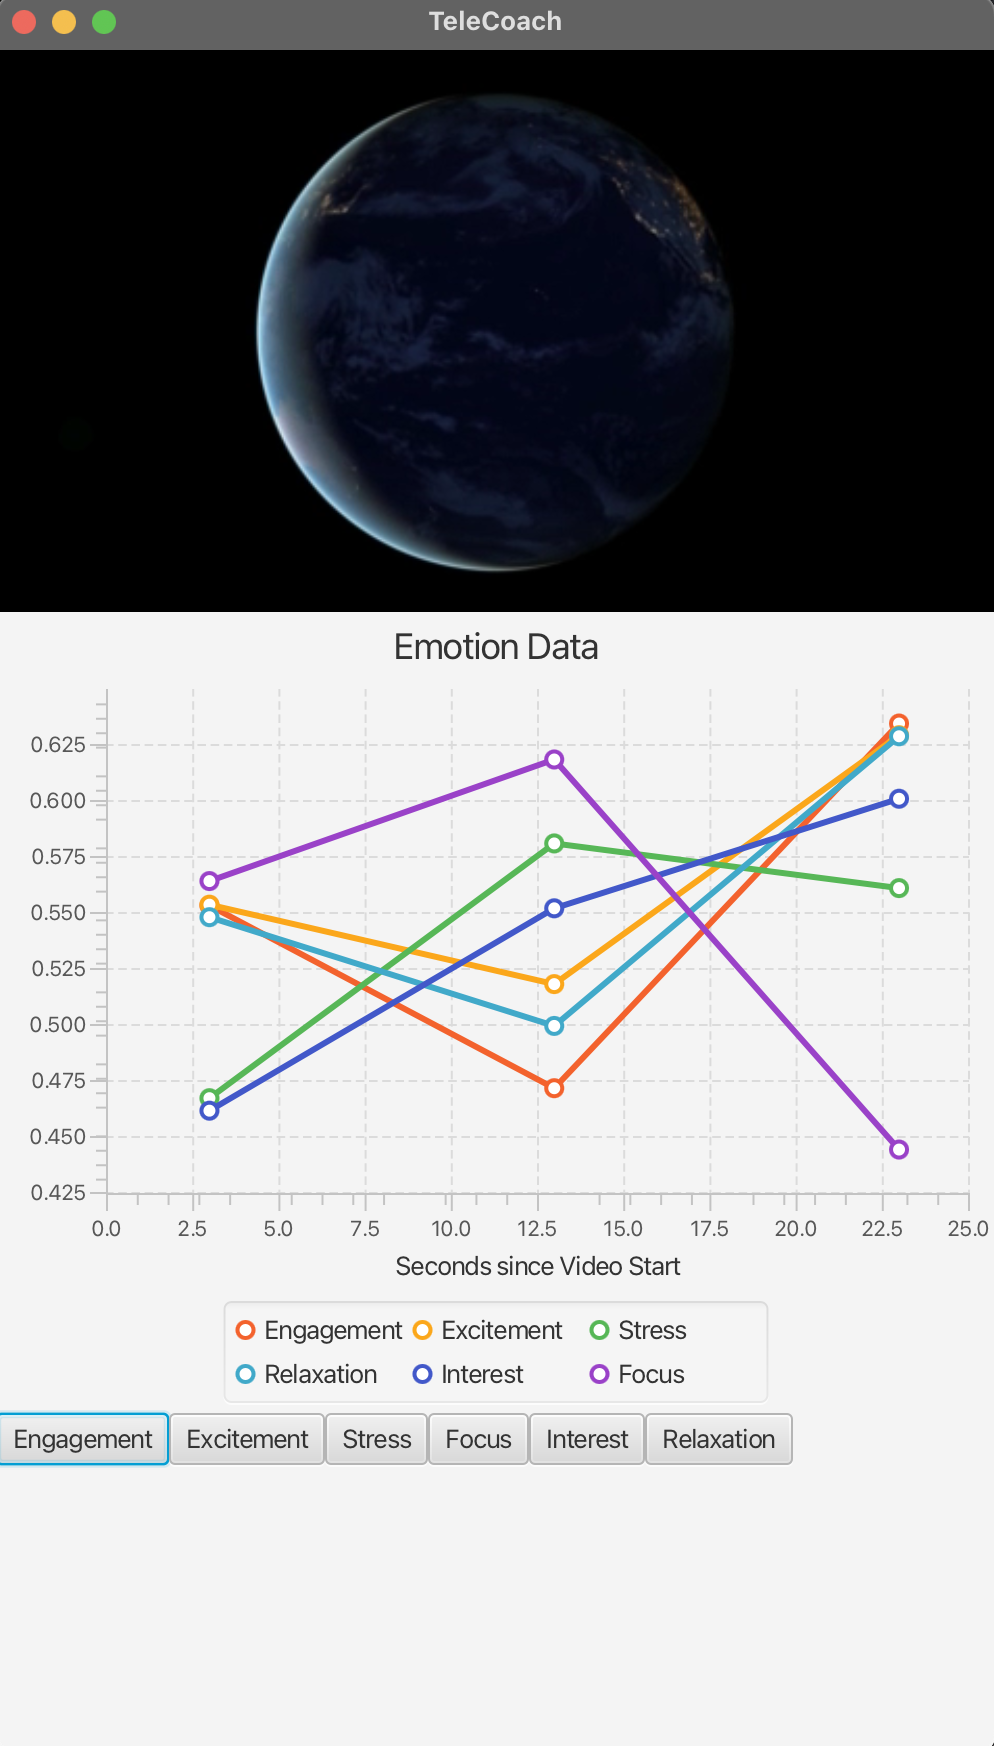 TeleCoach
Emotion Data
0.625
0.600
0.575
0.550
0.525
0.500
0.475
0.450
0.425
0.0 2.5 5.0 7.5 10.0 12.5 15.0 17.5 20.0 22.5 25.0
Seconds since Video Start
Engagement Excitement Stress
Relaxation Interest Focus
Engagement Excitement Stress Focus Interest Relaxation